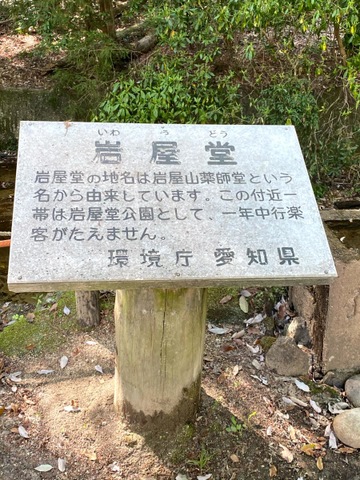 いわ や どう
岩屋堂
岩屋堂の地名は岩屋山薬師堂という
名から由来しています。この付近一
帯は岩屋堂公園として、一年中行楽
客がたえません。
環境庁 愛知県